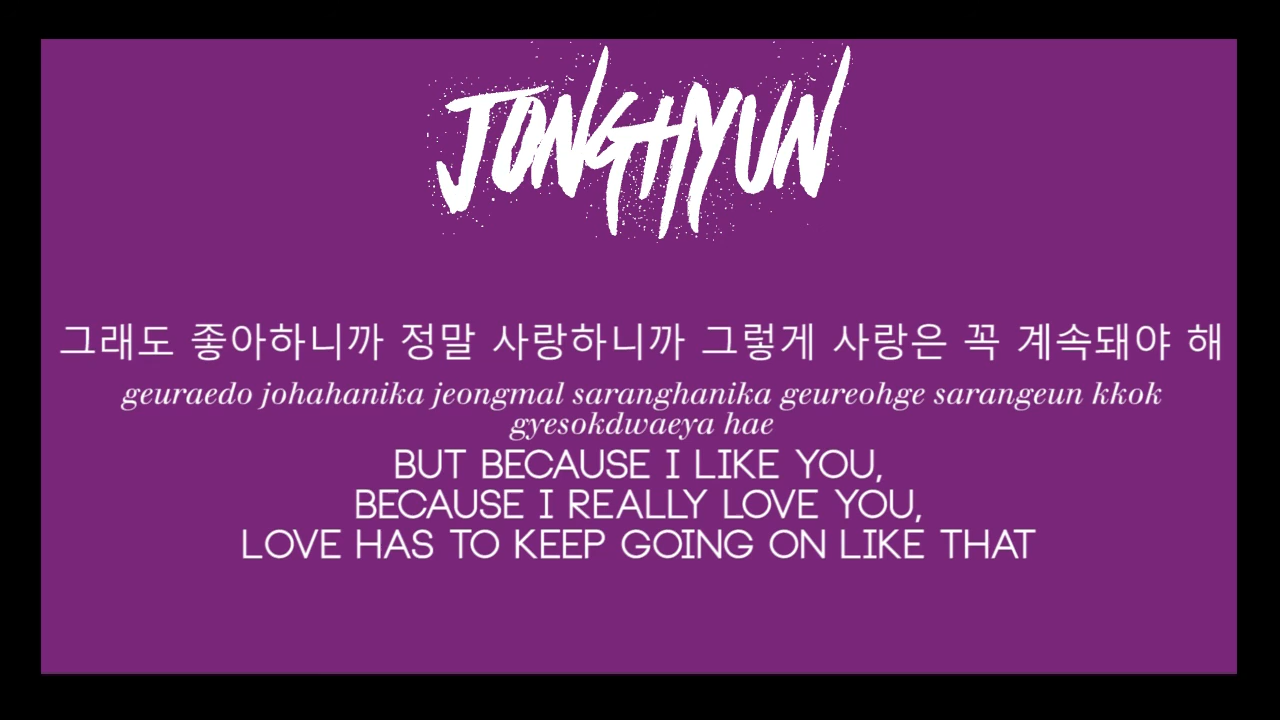 JONGHYUN
그래도 좋아하니까 정말 사랑하니까 그렇게 사랑은 꼭 계속돼야 해
geuraedo johahanika jeongmal saranghanika geureohge sarangeun kkok
gyesokdwaeya hae
BUT BECAUSE I LIKE YOU,
BECAUSE I REALLY LOVE YOU,
LOVE HAS TO KEEP GOING ON LIKE THAT